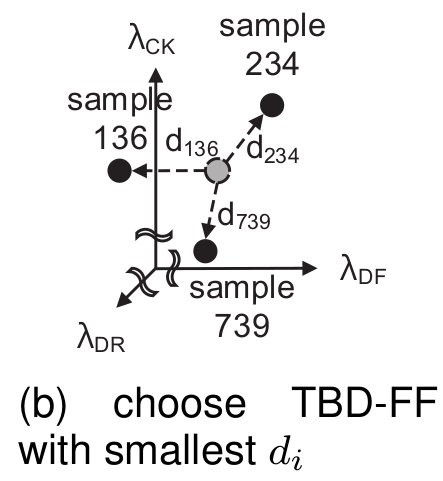 λCK
sample
234
sample
136
d136
d234
d739
λDF
sample
739
λDR
(b) choose TBD-FF
with smallest di